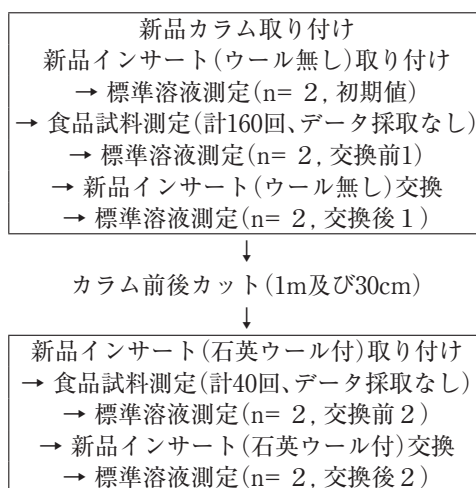 新品カラム取り付け
新品インサート(ウール無し)取り付け
→ 標準溶液測定(n= 2, 初期値)
→ 食品試料測定(計160回、データ採取なし)
→ 標準溶液測定(n= 2, 交換前1)
→ 新品インサート(ウール無し)交換
→ 標準溶液測定(n= 2, 交換後１)
↓
カラム前後カット(1m及び30cm)
↓
新品インサート(石英ウール付)取り付け
→ 食品試料測定(計40回、データ採取なし)
→ 標準溶液測定(n= 2, 交換前２)
→ 新品インサート(石英ウール付)交換
→ 標準溶液測定(n= 2, 交換後２)